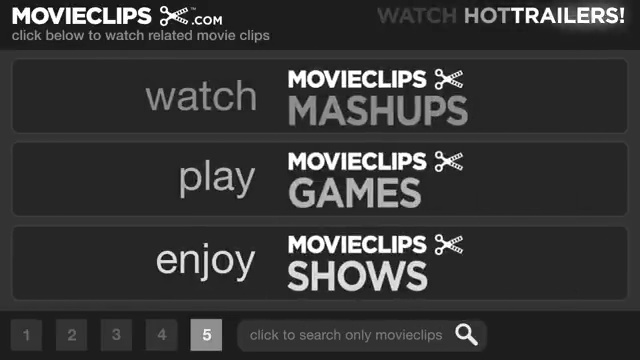 MOVIECLIPS™.COM
WATCH HOTTRAILERS!
click below to watch related movie clips
watch MOVIECLIPS MASHUPS
play MOVIECLIPS GAMES
enjoy MOVIECLIPS SHOWS
1 2 3 4 5 click to search only movieclips